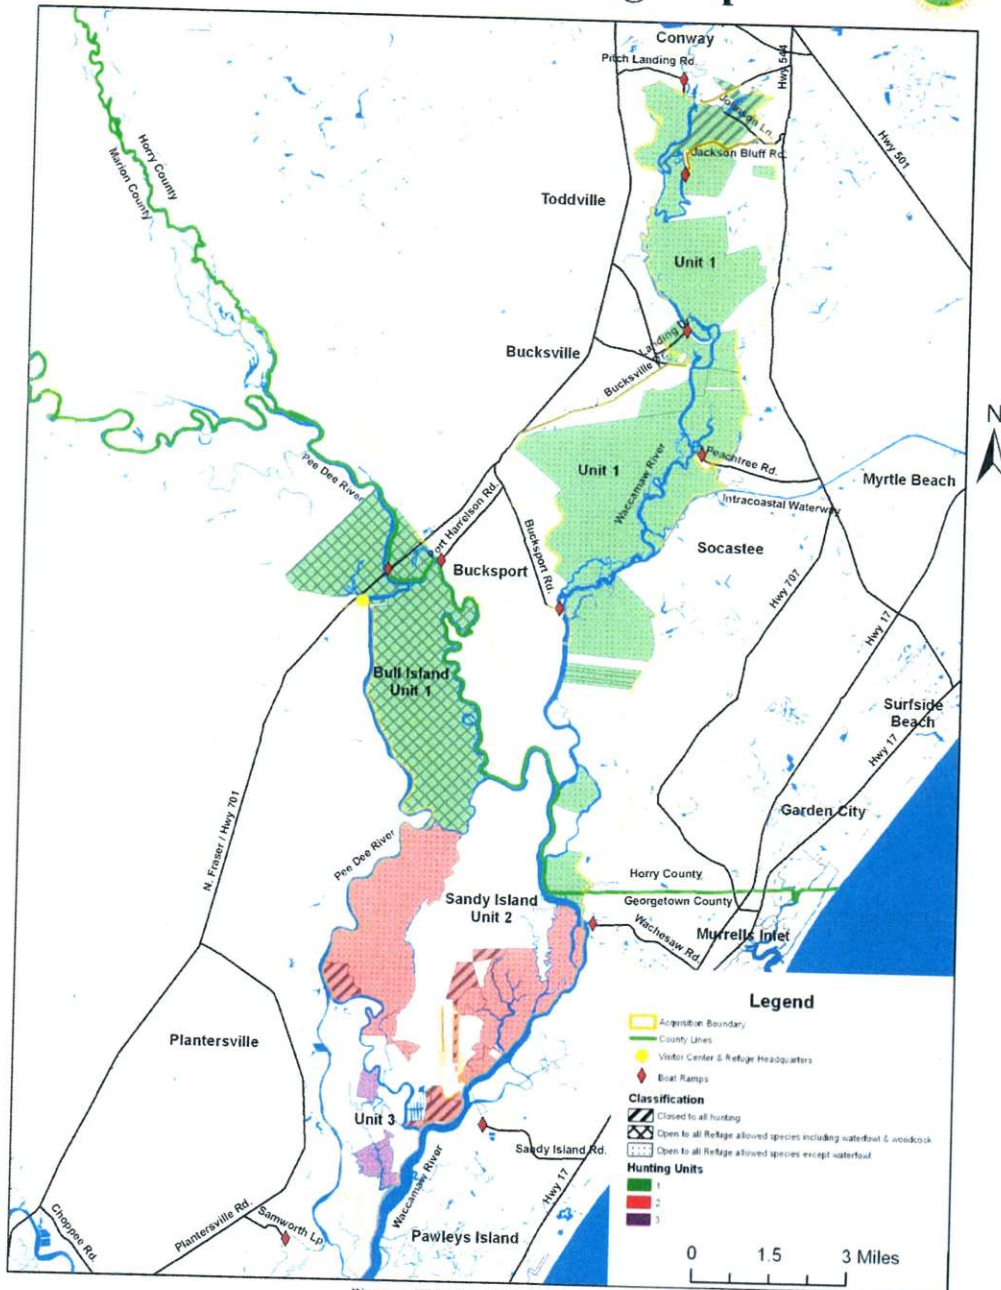 Conway
Pitch Landing Rd.
Hwy 544
Johnson Ln.
Hwy 501
Jackson Bluff Rd.
Horry County
Marion County
Toddville
Unit 1
Landing Dr.
Bucksville
Bucksville Dr.
Peachtree Rd.
N
Pee Dee River
Unit 1
Waccamaw River
Myrtle Beach
Intracoastal Waterway
Port Harrelson Rd.
Bucksport Rd.
Socastee
Bucksport
Hwy 707
Hwy 17
Bull Island
Unit 1
Surfside
Beach
Hwy 17
N. Fraser / Hwy 701
Garden City
Pee Dee River
Horry County
Georgetown County
Sandy Island
Unit 2
Wachesaw Rd.
Murrells Inlet
Plantersville
Unit 3
Sandy Island Rd.
Hwy 17
Waccamaw River
Choppee Rd.
Plantersville Rd.
Samworth Lp
Pawleys Island
Legend
Acquisition Boundary
County Lines
Visitor Center & Refuge Headquarters
Boat Ramps
Classification
Closed to all hunting
Open to all Refuge allowed species including waterfowl & woodcock
Open to all Refuge allowed species except waterfowl
Hunting Units
1
2
3
0 1.5 3 Miles